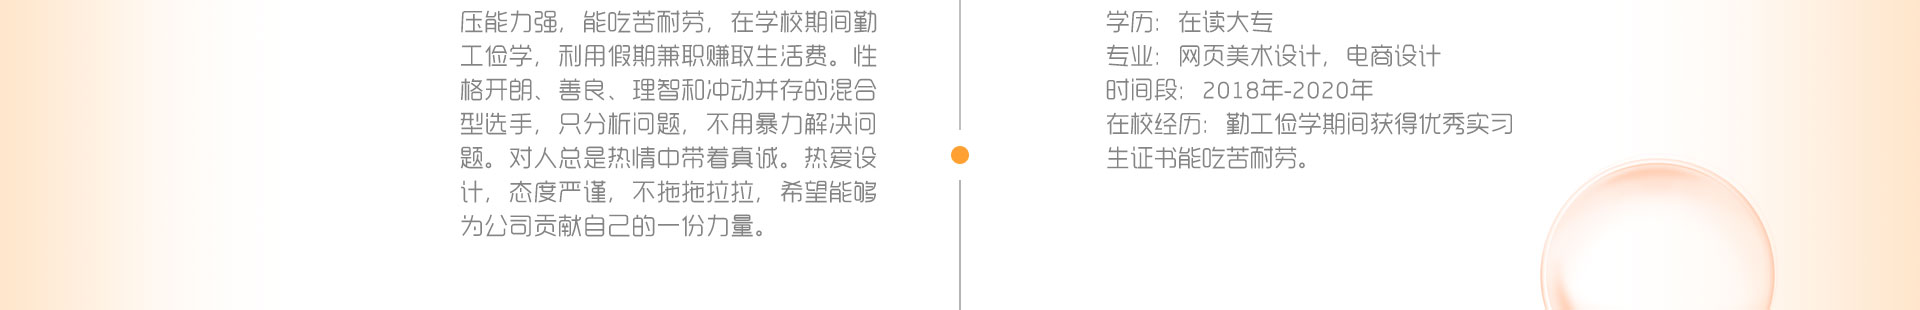 压能力强，能吃苦耐劳，在学校期间勤
工俭学，利用假期兼职赚取生活费。性
格开朗、善良、理智和冲动并存的混合
型选手，只分析问题，不用暴力解决问
题。对人总是热情中带着真诚。热爱设
计，态度严谨，不拖拖拉拉，希望能够
为公司贡献自己的一份力量。
学历：在读大专
专业：网页美术设计，电商设计
时间段：2018年-2020年
在校经历：勤工俭学期间获得优秀实习
生证书能吃苦耐劳。